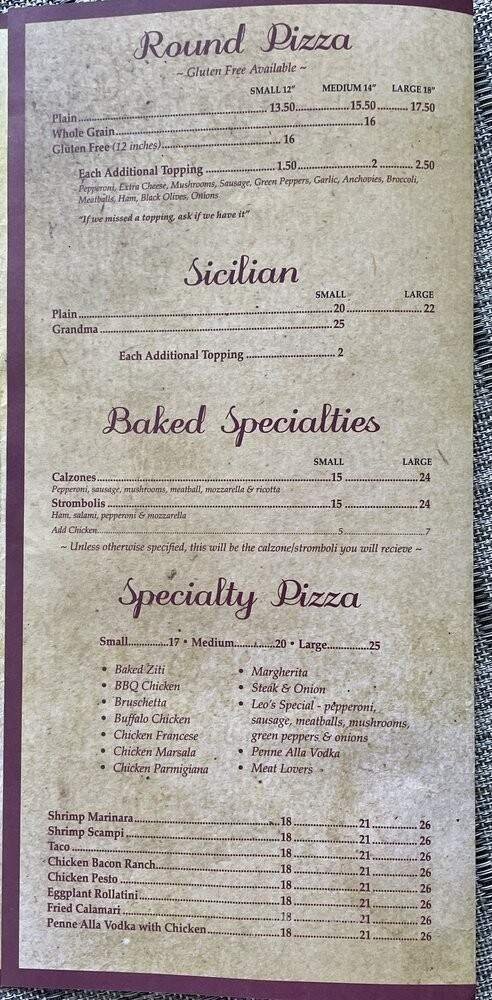 Round Pizza
~ Gluten Free Available ~
SMALL 12" MEDIUM 14" LARGE 18"
Plain 13.50 15.50 17.50
Whole Grain 16
Gluten Free (12 inches) 16
Each Additional Topping 1.50 2 2.50
Pepperoni, Extra Cheese, Mushrooms, Sausage, Green Peppers, Garlic, Anchovies, Broccoli,
Meatballs, Ham, Black Olives, Onions
"If we missed a topping, ask if we have it"
Sicilian
SMALL LARGE
Plain 20 22
Grandma 25
Each Additional Topping 2
Baked Specialties
SMALL LARGE
Calzones 15 24
Pepperoni, sausage, mushrooms, meatball, mozzarella & ricotta
Strombolis 15 24
Ham, salami, pepperoni & mozzarella
Add Chicken 5 7
~ Unless otherwise specified, this will be the calzone/stromboli you will recieve ~
Specialty Pizza
Small..............17 • Medium............20 • Large...............25
• Baked Ziti
• BBQ Chicken
• Bruschetta
• Buffalo Chicken
• Chicken Francese
• Chicken Marsala
• Chicken Parmigiana
• Margherita
• Steak & Onion
• Leo's Special - pepperoni,
sausage, meatballs, mushrooms,
green peppers & onions
• Penne Alla Vodka
• Meat Lovers
Shrimp Marinara 18 21 26
Shrimp Scampi 18 21 26
Taco 18 21 26
Chicken Bacon Ranch 18 21 26
Chicken Pesto 18 21 26
Eggplant Rollatini 18 21 26
Fried Calamari 18 21 26
Penne Alla Vodka with Chicken 18 21 26